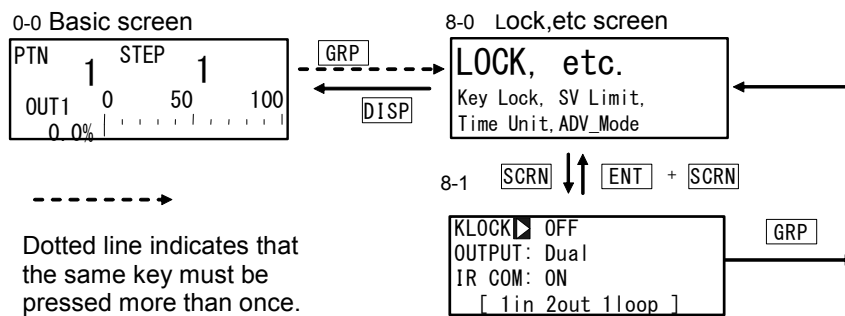 0-0 Basic screen
PTN 1 STEP 1
OUT1 0 50 100
0.0%
GRP
DISP
8-0 Lock,etc screen
LOCK, etc.
Key Lock, SV Limit,
Time Unit, ADV_Mode
8-1 SCRN ENT + SCRN
KLOCK OFF
OUTPUT: Dual
IR COM: ON
[ 1in 2out 1loop ]
GRP
Dotted line indicates that
the same key must be
pressed more than once.